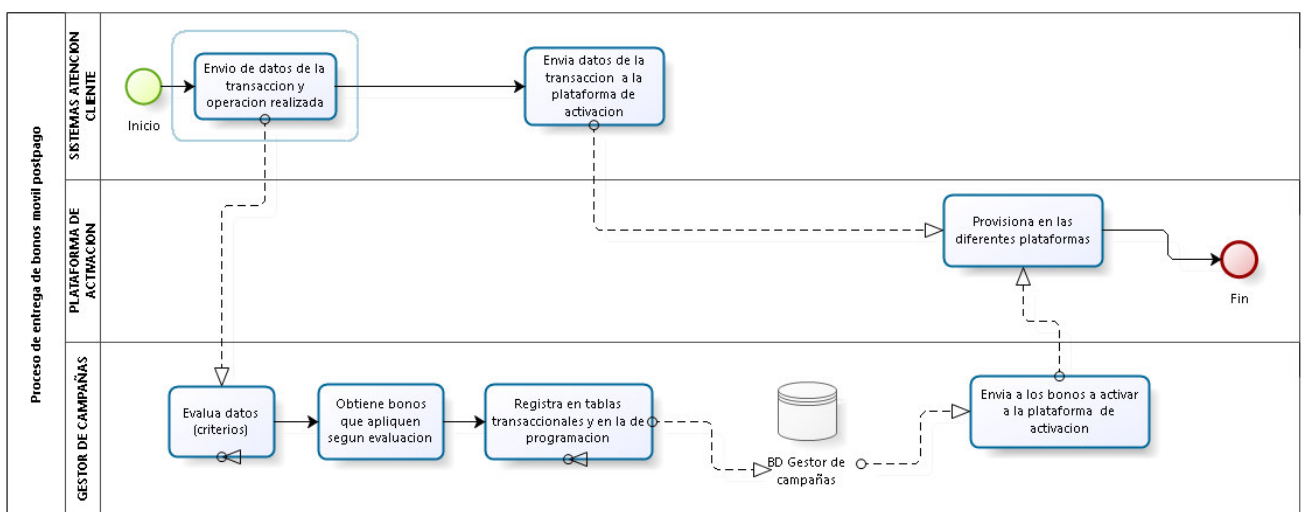 Proceso de entrega de bonos movil postpago
SISTEMAS ATENCION
CLIENTE
Inicio
Envio de datos de la
transaccion y
operacion realizada
Envia datos de la
transaccion a la
plataforma de
activacion
PLATAFORMA DE
ACTIVACION
Provisiona en las
diferentes plataformas
Fin
GESTOR DE CAMPAÑAS
Evalua datos
(criterios)
Obtiene bonos
que apliquen
segun evaluacion
Registra en tablas
transaccionales y en la de
programacion
BD Gestor de
campañas
Envia a los bonos a activar
a la plataforma de
activacion